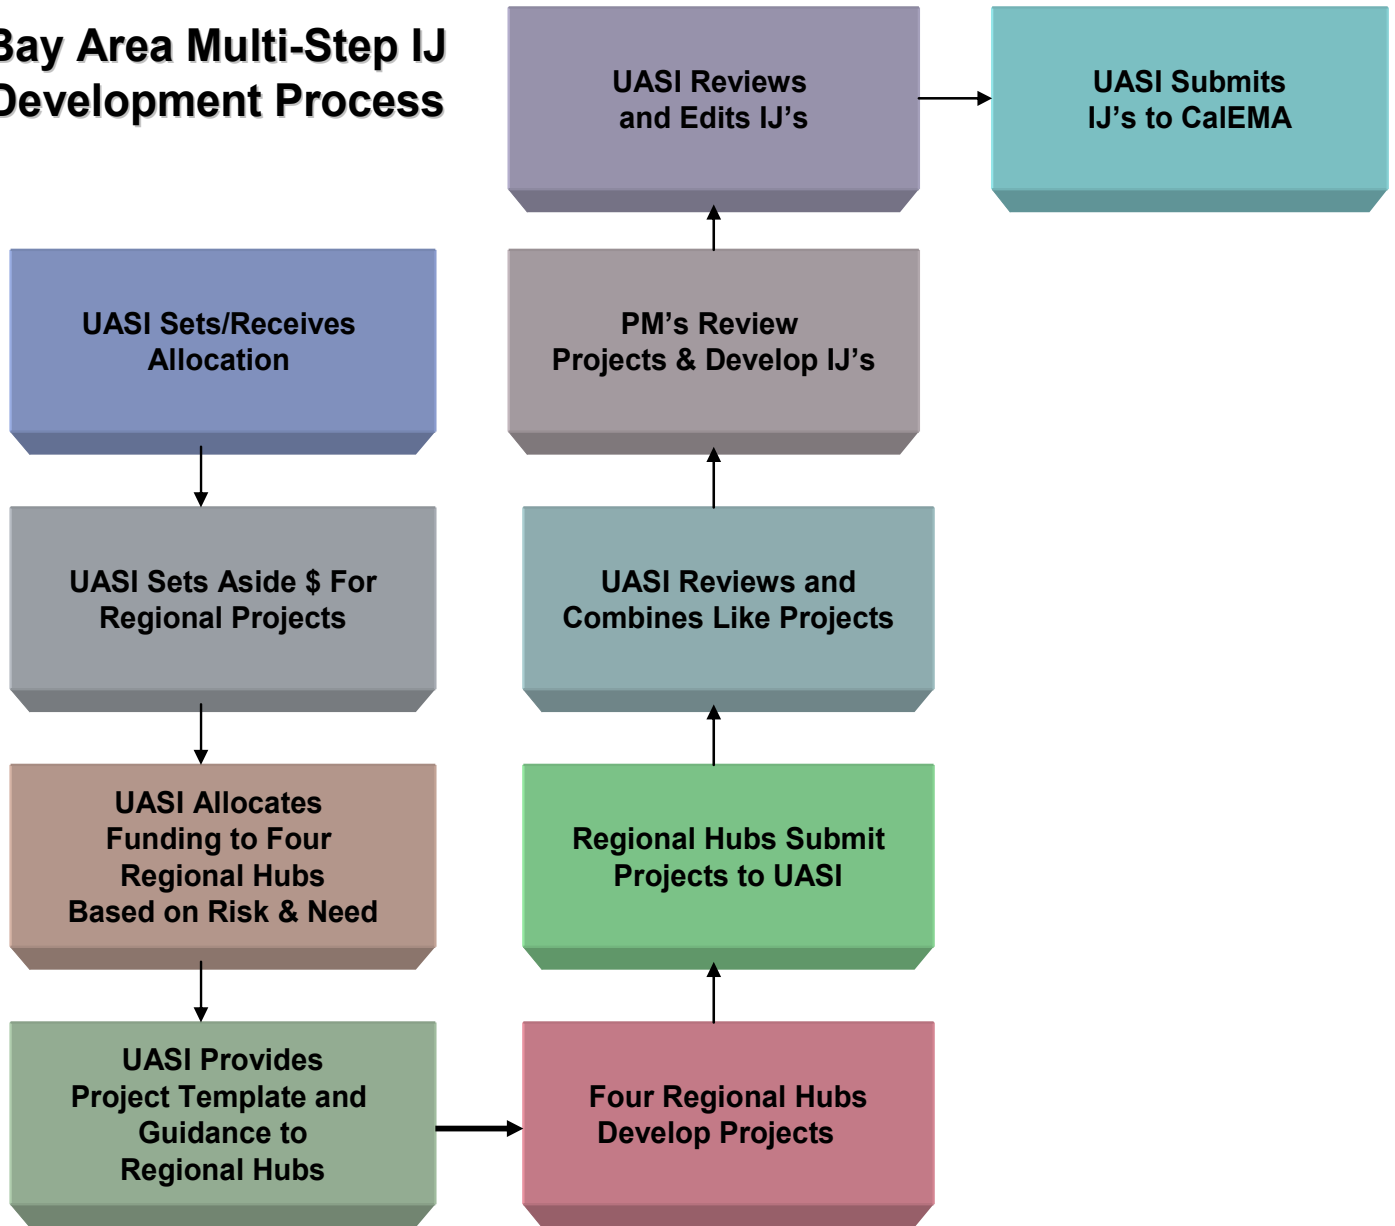 Bay Area Multi-Step IJ
Development Process
UASI Sets/Receives
Allocation
UASI Sets Aside $ For
Regional Projects
UASI Allocates
Funding to Four
Regional Hubs
Based on Risk & Need
UASI Provides
Project Template and
Guidance to
Regional Hubs
Four Regional Hubs
Develop Projects
Regional Hubs Submit
Projects to UASI
UASI Reviews and
Combines Like Projects
PM’s Review
Projects & Develop IJ’s
UASI Reviews
and Edits IJ’s
UASI Submits
IJ’s to CalEMA